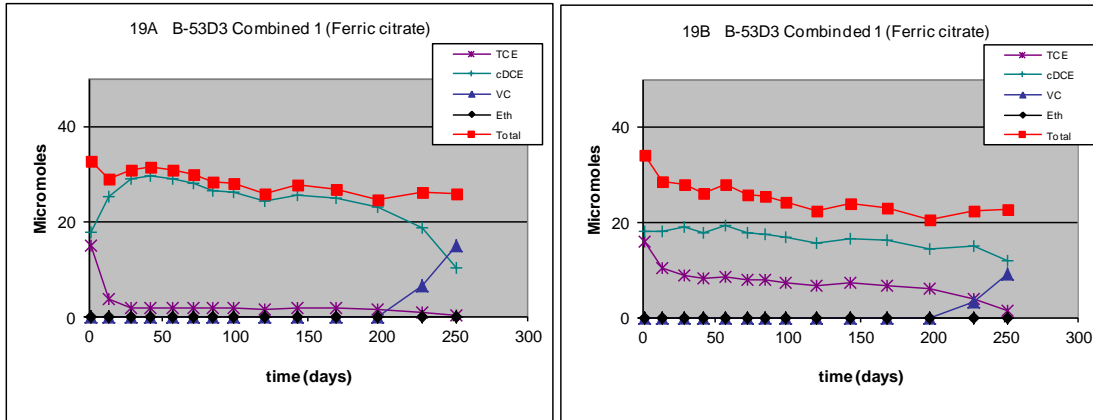 19A B-53D3 Combined 1 (Ferric citrate)
TCE
cDCE
VC
Eth
Total
Micromoles
40
20
0
0 50 100 150 200 250 300
time (days)
19B B-53D3 Combinded 1 (Ferric citrate)
TCE
cDCE
VC
Eth
Total
Micromoles
40
20
0
0 50 100 150 200 250 300
time (days)